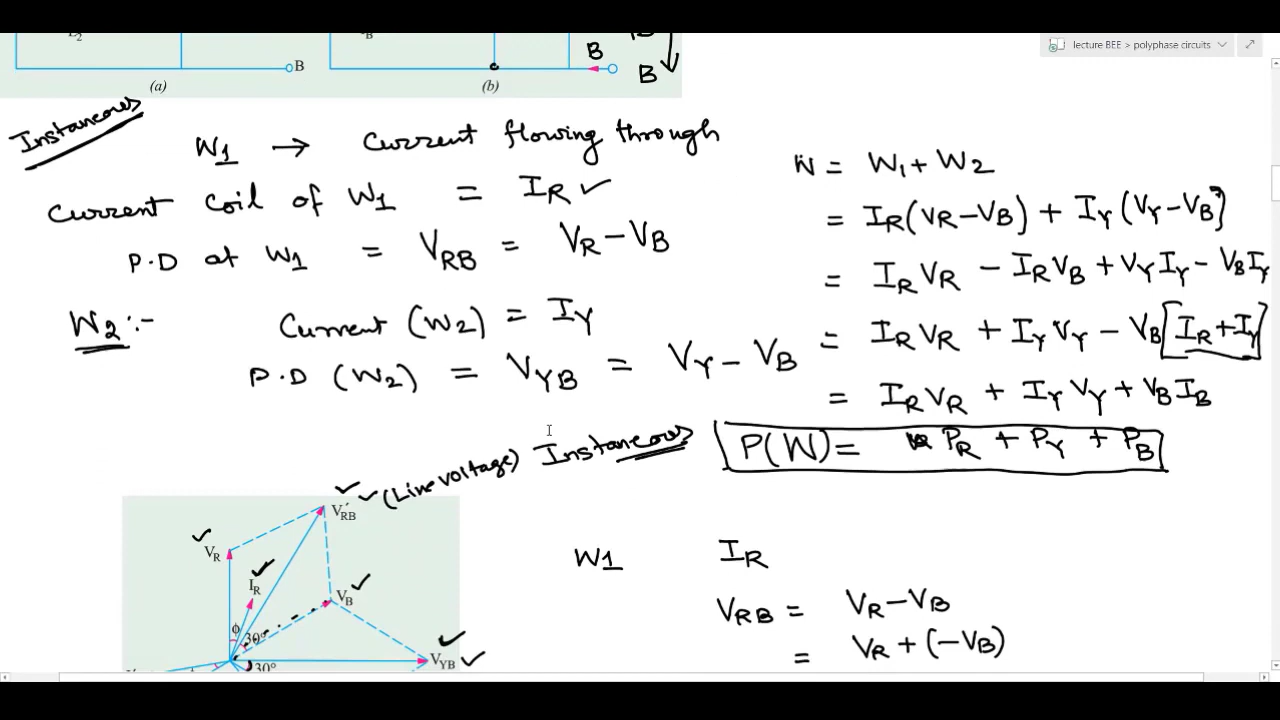 lecture BEE > polyphase circuits
L2
B
B
B
B
(a)
(b)
Instaneous
W1 → Current flowing through
Current coil of W1 = IR ✓
P.D at W1 = VRB = VR - VB
W2 :-
Current (W2) = IY
P.D (W2) = VYB = VY - VB
W = W1 + W2
= IR (VR - VB) + IY (VY - VB)
= IR VR - IR VB + VY IY - VB IY
= IR VR + IY VY - VB [IR + IY]
= IR VR + IY VY + VB IB
P(W) = PR + PY + PB
(Line voltage) Instaneous
VRB
VR
IR
VB
ϕ
30°
VYB
30°
W1 IR
VRB = VR - VB
= VR + (-VB)